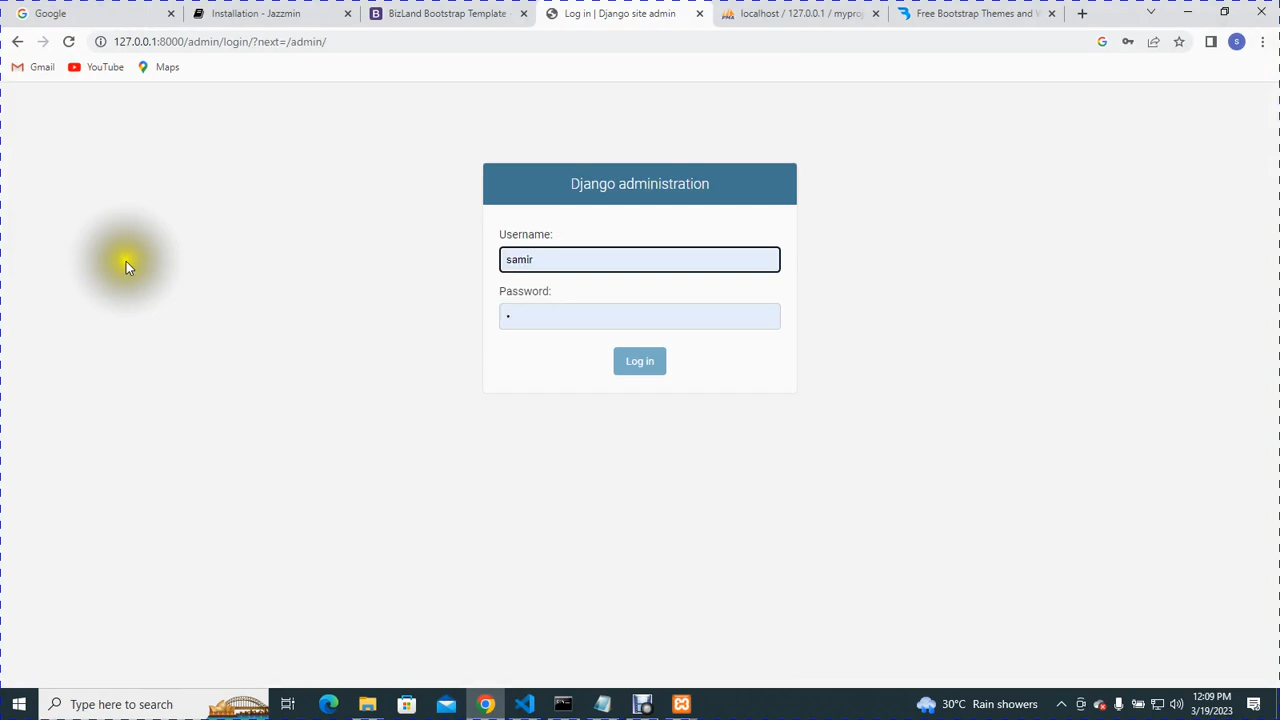 Google
Installation - Jazzmin
BizLand Bootstrap Template -
Log in | Django site admin
localhost / 127.0.0.1 / myproj
Free Bootstrap Themes and W
127.0.0.1:8000/admin/login/?next=/admin/
S
Gmail
YouTube
Maps
Django administration
Username:
samir
Password:
•
Log in
Type here to search
30°C Rain showers
12:09 PM
3/19/2023